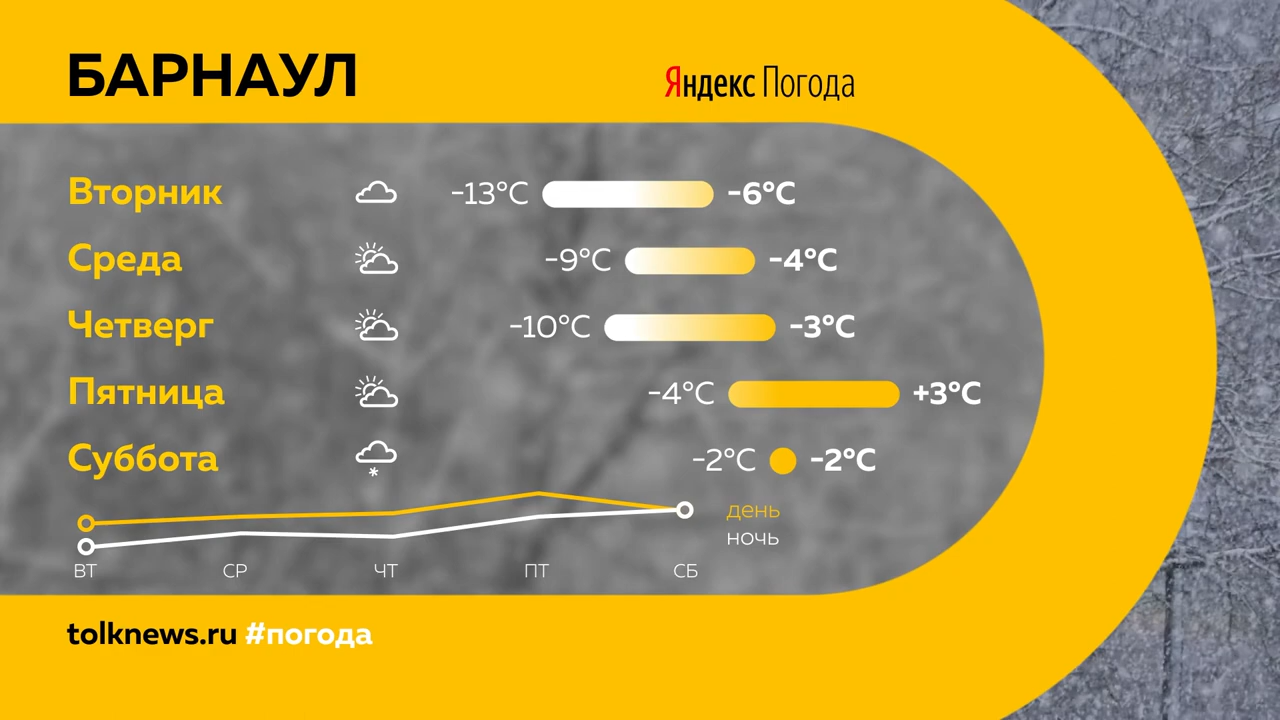 БАРНАУЛ
Яндекс Погода
Вторник -13°C -6°C
Среда -9°C -4°C
Четверг -10°C -3°C
Пятница -4°C +3°C
Суббота -2°C -2°C
день
ночь
ВТ СР ЧТ ПТ СБ
tolknews.ru #погода